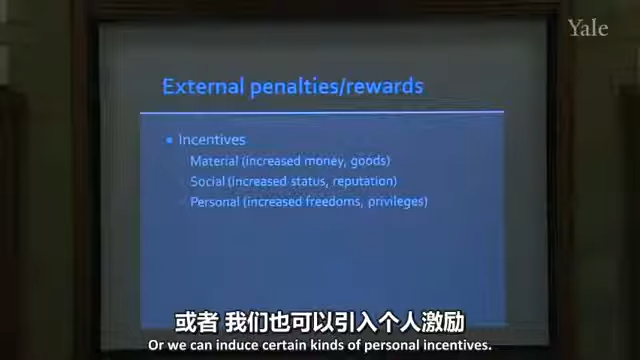 Yale
External penalties/rewards
Incentives
Material (increased money, goods)
Social (increased status, reputation)
Personal (increased freedoms, privileges)
或者 我们也可以引入个人激励
Or we can induce certain kinds of personal incentives.